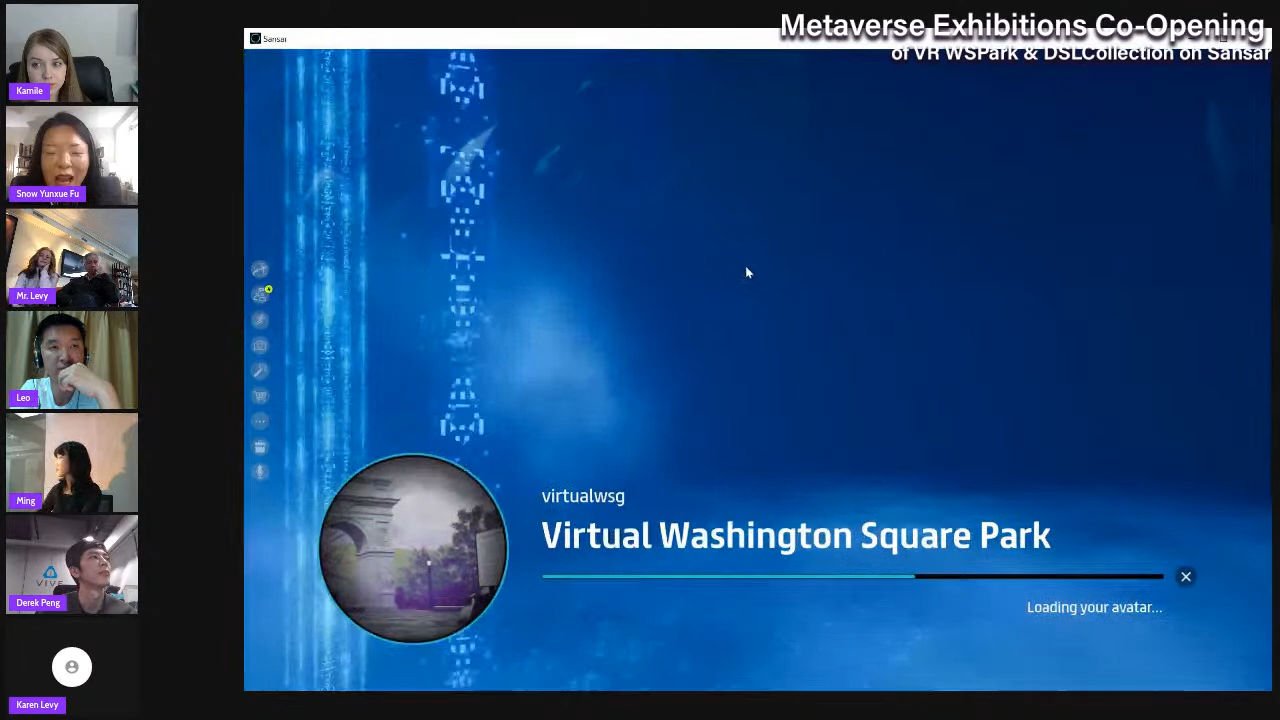 Metaverse Exhibitions Co-Opening
of VR WSPark & DSLCollection on Sansar
Sansar
Kamile
Snow Yunxue Fu
Mr. Levy
Leo
Ming
VIVE
Derek Peng
Karen Levy
virtualwsg
Virtual Washington Square Park
Loading your avatar...